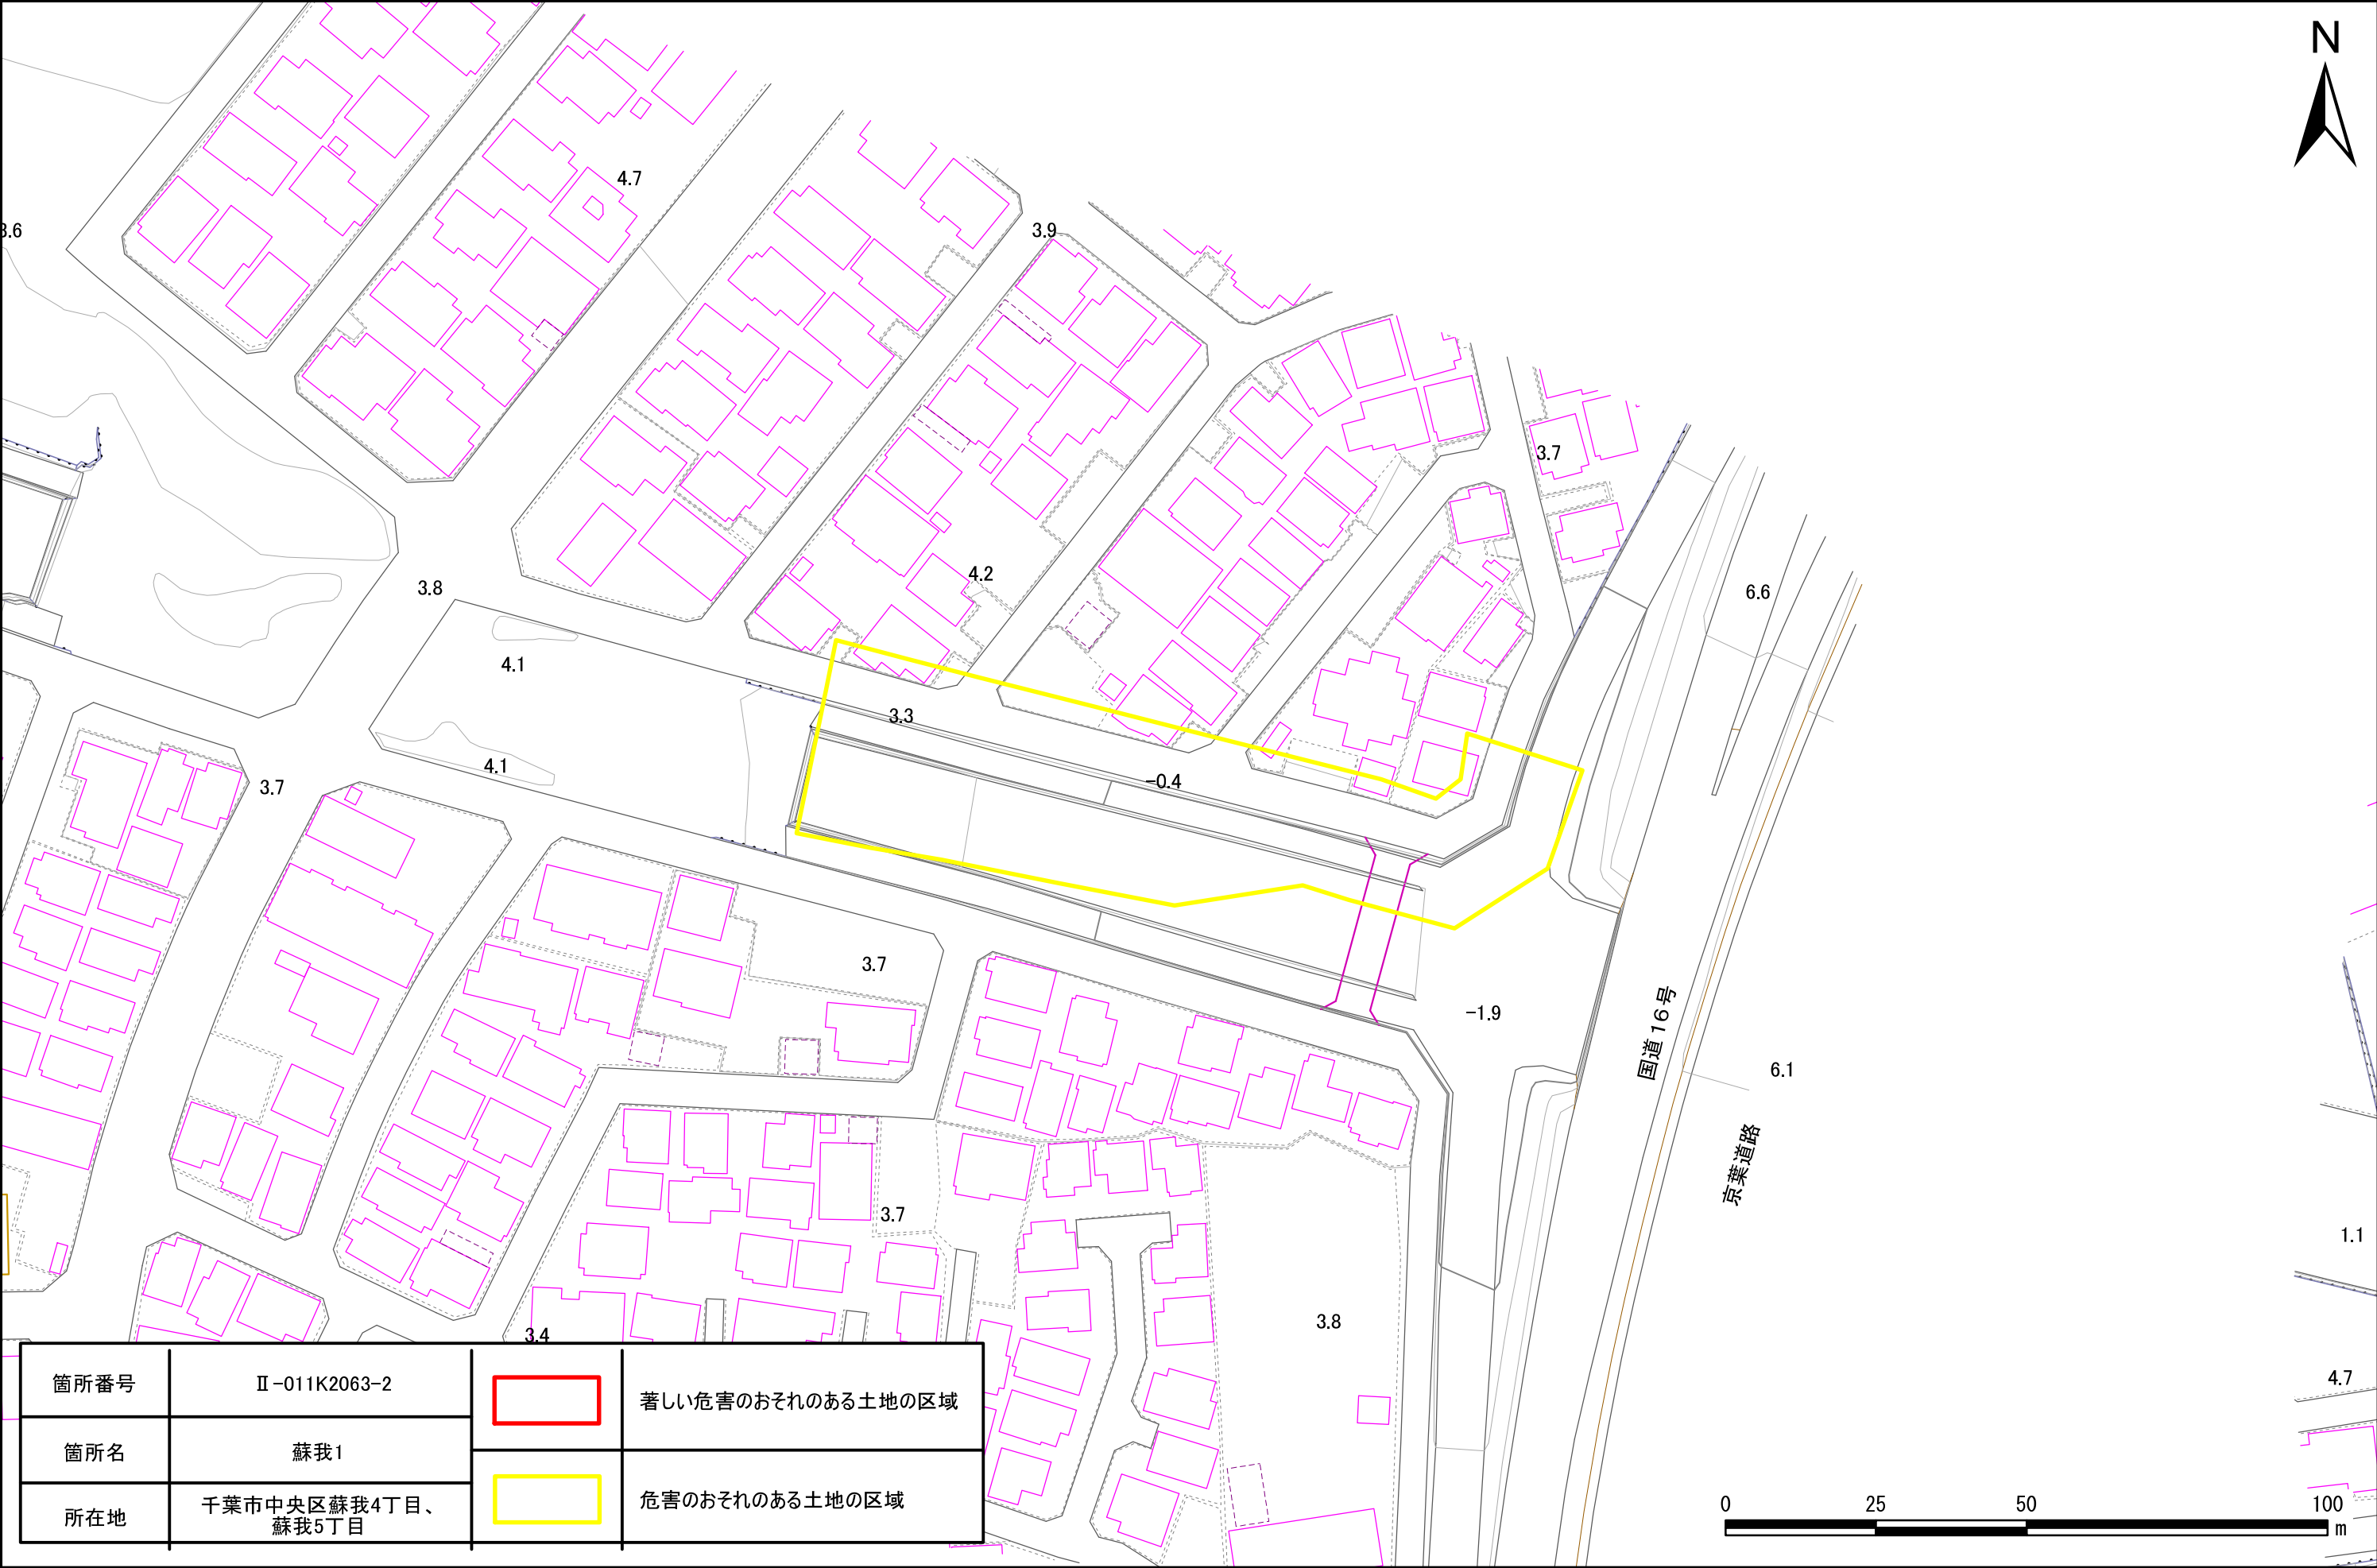 N
4.7
3.6
3.9
3.7
4.2
3.8
6.6
4.1
3.3
4.1
-0.4
3.7
3.7
-1.9
国道16号
6.1
京葉道路
3.7
1.1
3.8
3.4
4.7
箇所番号 Ⅱ-011K2063-2
箇所名 蘇我1
所在地 千葉市中央区蘇我4丁目、
蘇我5丁目
著しい危害のおそれのある土地の区域
危害のおそれのある土地の区域
0 25 50 100
m